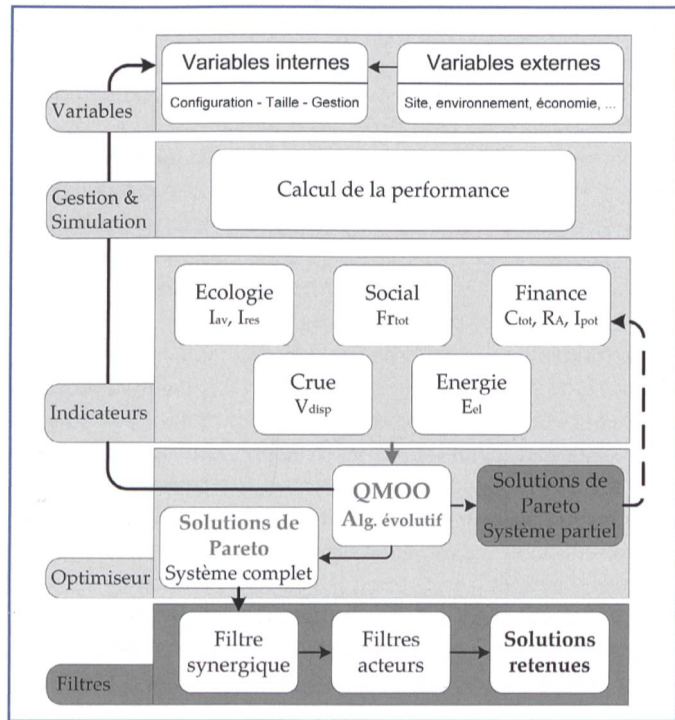 Variables internes
Configuration - Taille - Gestion
Variables externes
Site, environnement, économie, ...
Variables
Calcul de la performance
Gestion &
Simulation
Ecologie
Iav, Ires
Social
Frtot
Finance
Ctot, RA, Ipot
Crue
Vdisp
Energie
Eel
Indicateurs
QMOO
Alg. évolutif
Solutions de
Pareto
Système partiel
Solutions de
Pareto
Système complet
Optimiseur
Filtre
synergique
Filtres
acteurs
Solutions
retenues
Filtres